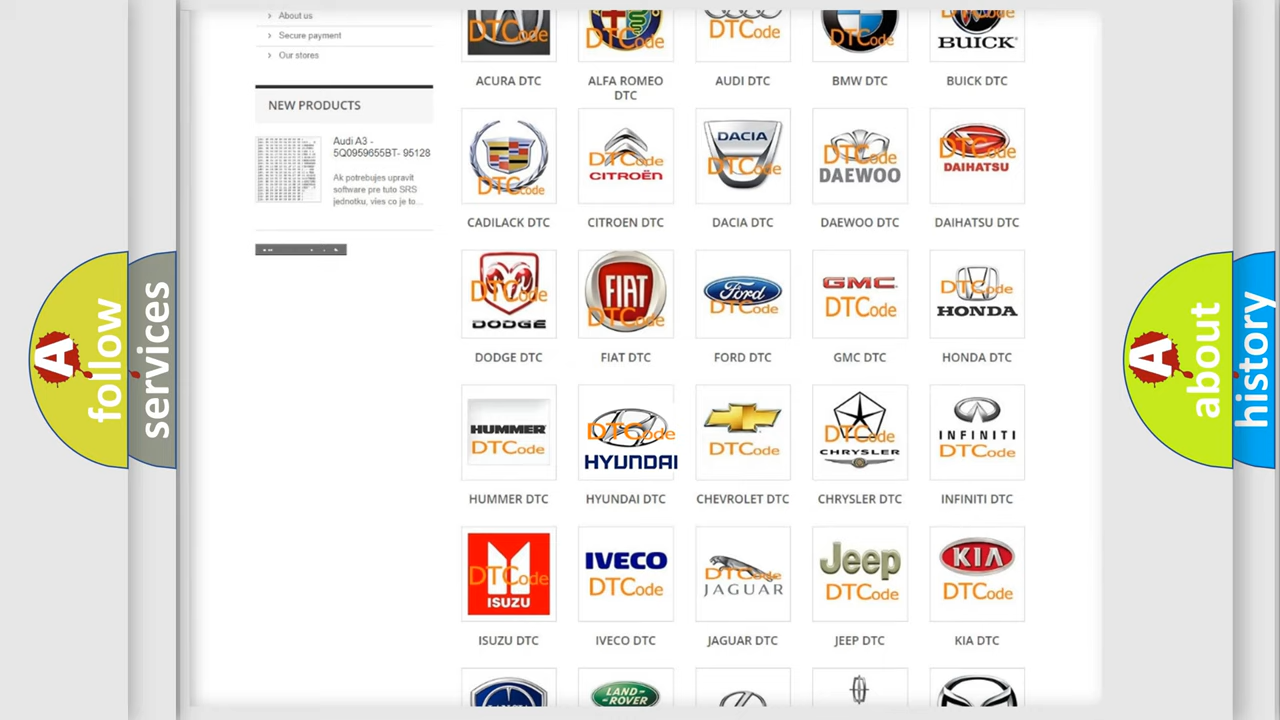 About us
Secure payment
Our stores
NEW PRODUCTS
Audi A3 -
5Q0959655BT- 95128
Ak potrebujes upravit
software pre tuto SRS
jednotku, vies co je to...
DTCode
DTCode
DTCode
DTCode
BUICK
ACURA DTC
ALFA ROMEO
DTC
AUDI DTC
BMW DTC
BUICK DTC
DTCode
DTCode
CITROËN
DACIA
DTCode
DTCode
DAEWOO
DTCode
DAIHATSU
CADILACK DTC
CITROEN DTC
DACIA DTC
DAEWOO DTC
DAIHATSU DTC
DTCode
DODGE
FIAT
DTCode
Ford
DTCode
GMC
DTCode
DTCode
HONDA
DODGE DTC
FIAT DTC
FORD DTC
GMC DTC
HONDA DTC
HUMMER
DTCode
DTCode
HYUNDAI
DTCode
DTCode
CHRYSLER
INFINITI
DTCode
HUMMER DTC
HYUNDAI DTC
CHEVROLET DTC
CHRYSLER DTC
INFINITI DTC
DTCode
ISUZU
IVECO
DTCode
DTCode
JAGUAR
Jeep
DTCode
KIA
DTCode
ISUZU DTC
IVECO DTC
JAGUAR DTC
JEEP DTC
KIA DTC
LAND-
ROVER
A
follow
services
A
about
history